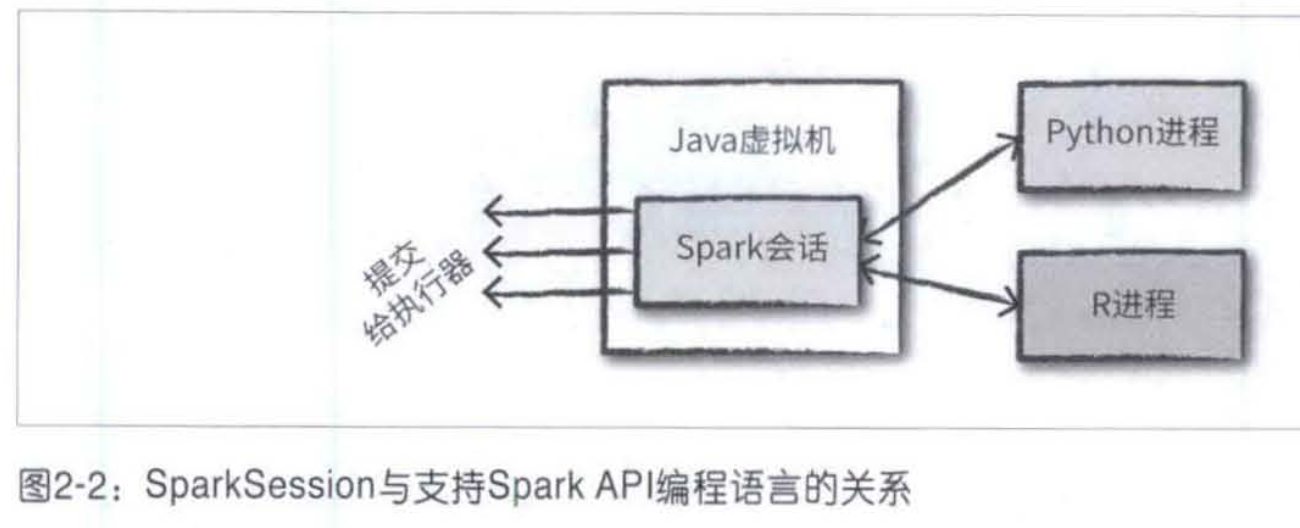 Java虚拟机
Python进程
Spark会话
提交
给执行器
R进程
图2-2：SparkSession与支持Spark API编程语言的关系